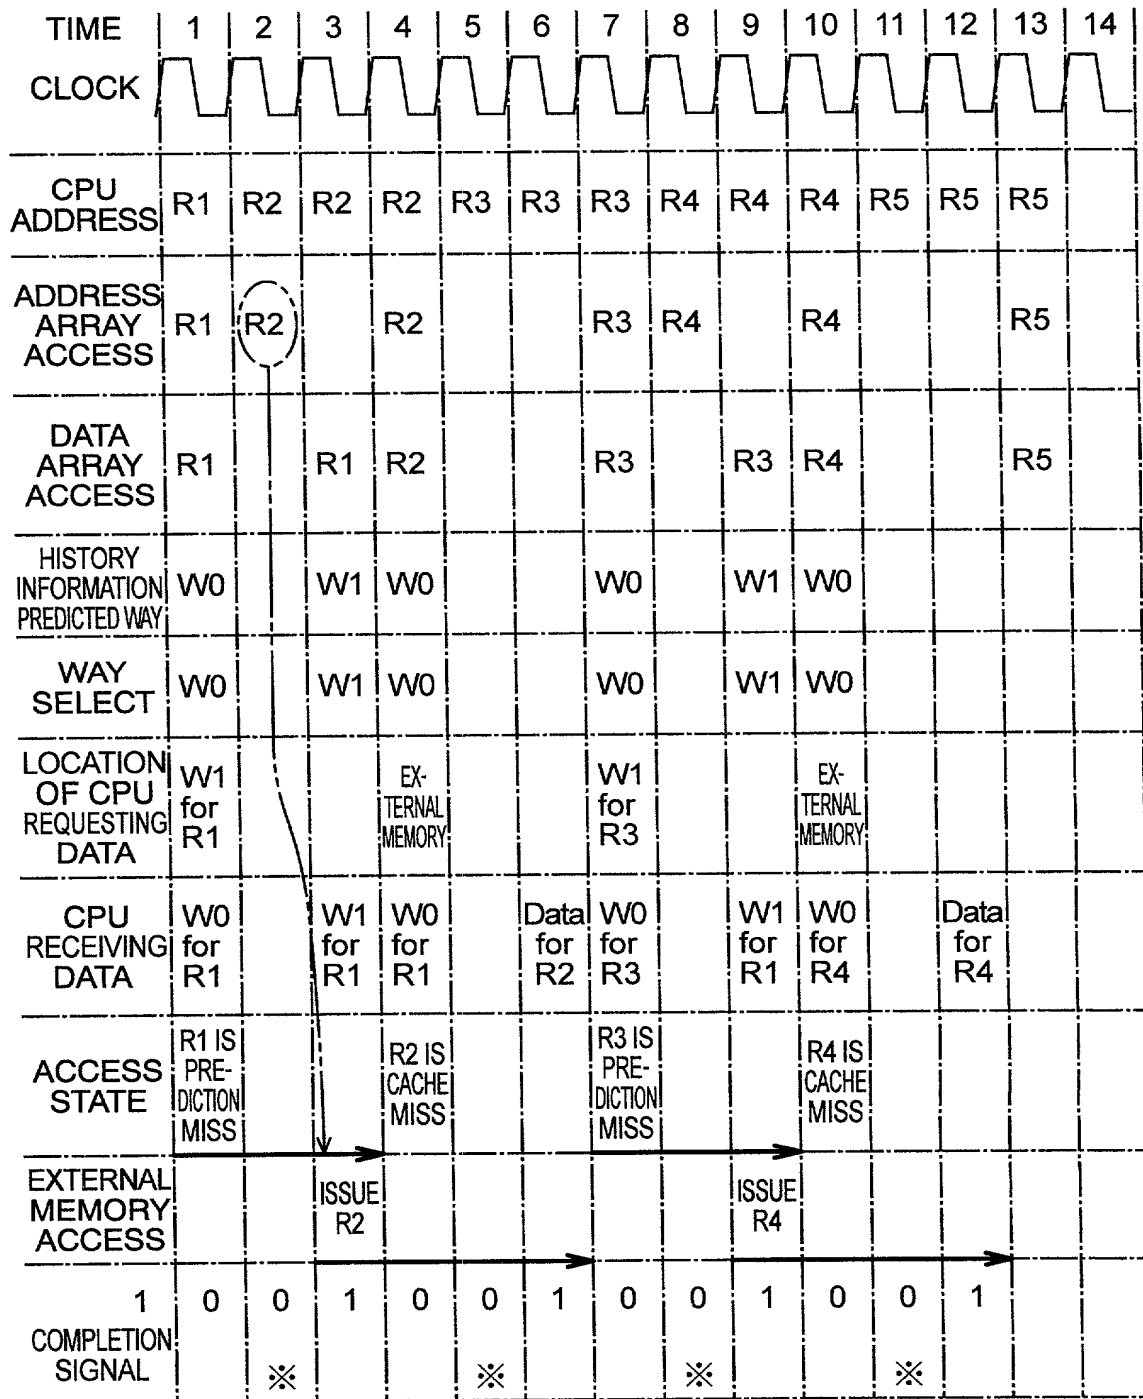 TIME 1 2 3 4 5 6 7 8 9 10 11 12 13 14
CLOCK
CPU
ADDRESS
R1 R2 R2 R2 R3 R3 R3 R4 R4 R4 R5 R5 R5
ADDRESS
ARRAY
ACCESS
R1 R2 R2 R3 R4 R4 R5
DATA
ARRAY
ACCESS
R1 R1 R2 R3 R3 R4 R5
HISTORY
INFORMATION
PREDICTED WAY
W0 W1 W0 W0 W1 W0
WAY
SELECT
W0 W1 W0 W0 W1 W0
LOCATION
OF CPU
REQUESTING
DATA
W1
for
R1
EX-
TERNAL
MEMORY
W1
for
R3
EX-
TERNAL
MEMORY
CPU
RECEIVING
DATA
W0
for
R1
W1
for
R1
W0
for
R1
Data
for
R2
W0
for
R3
W1
for
R1
W0
for
R4
Data
for
R4
ACCESS
STATE
R1 IS
PRE-
DICTION
MISS
R2 IS
CACHE
MISS
R3 IS
PRE-
DICTION
MISS
R4 IS
CACHE
MISS
EXTERNAL
MEMORY
ACCESS
ISSUE
R2
ISSUE
R4
1 0 0 1 0 0 1 0 0 1 0 0 1
COMPLETION
SIGNAL
※ ※ ※ ※